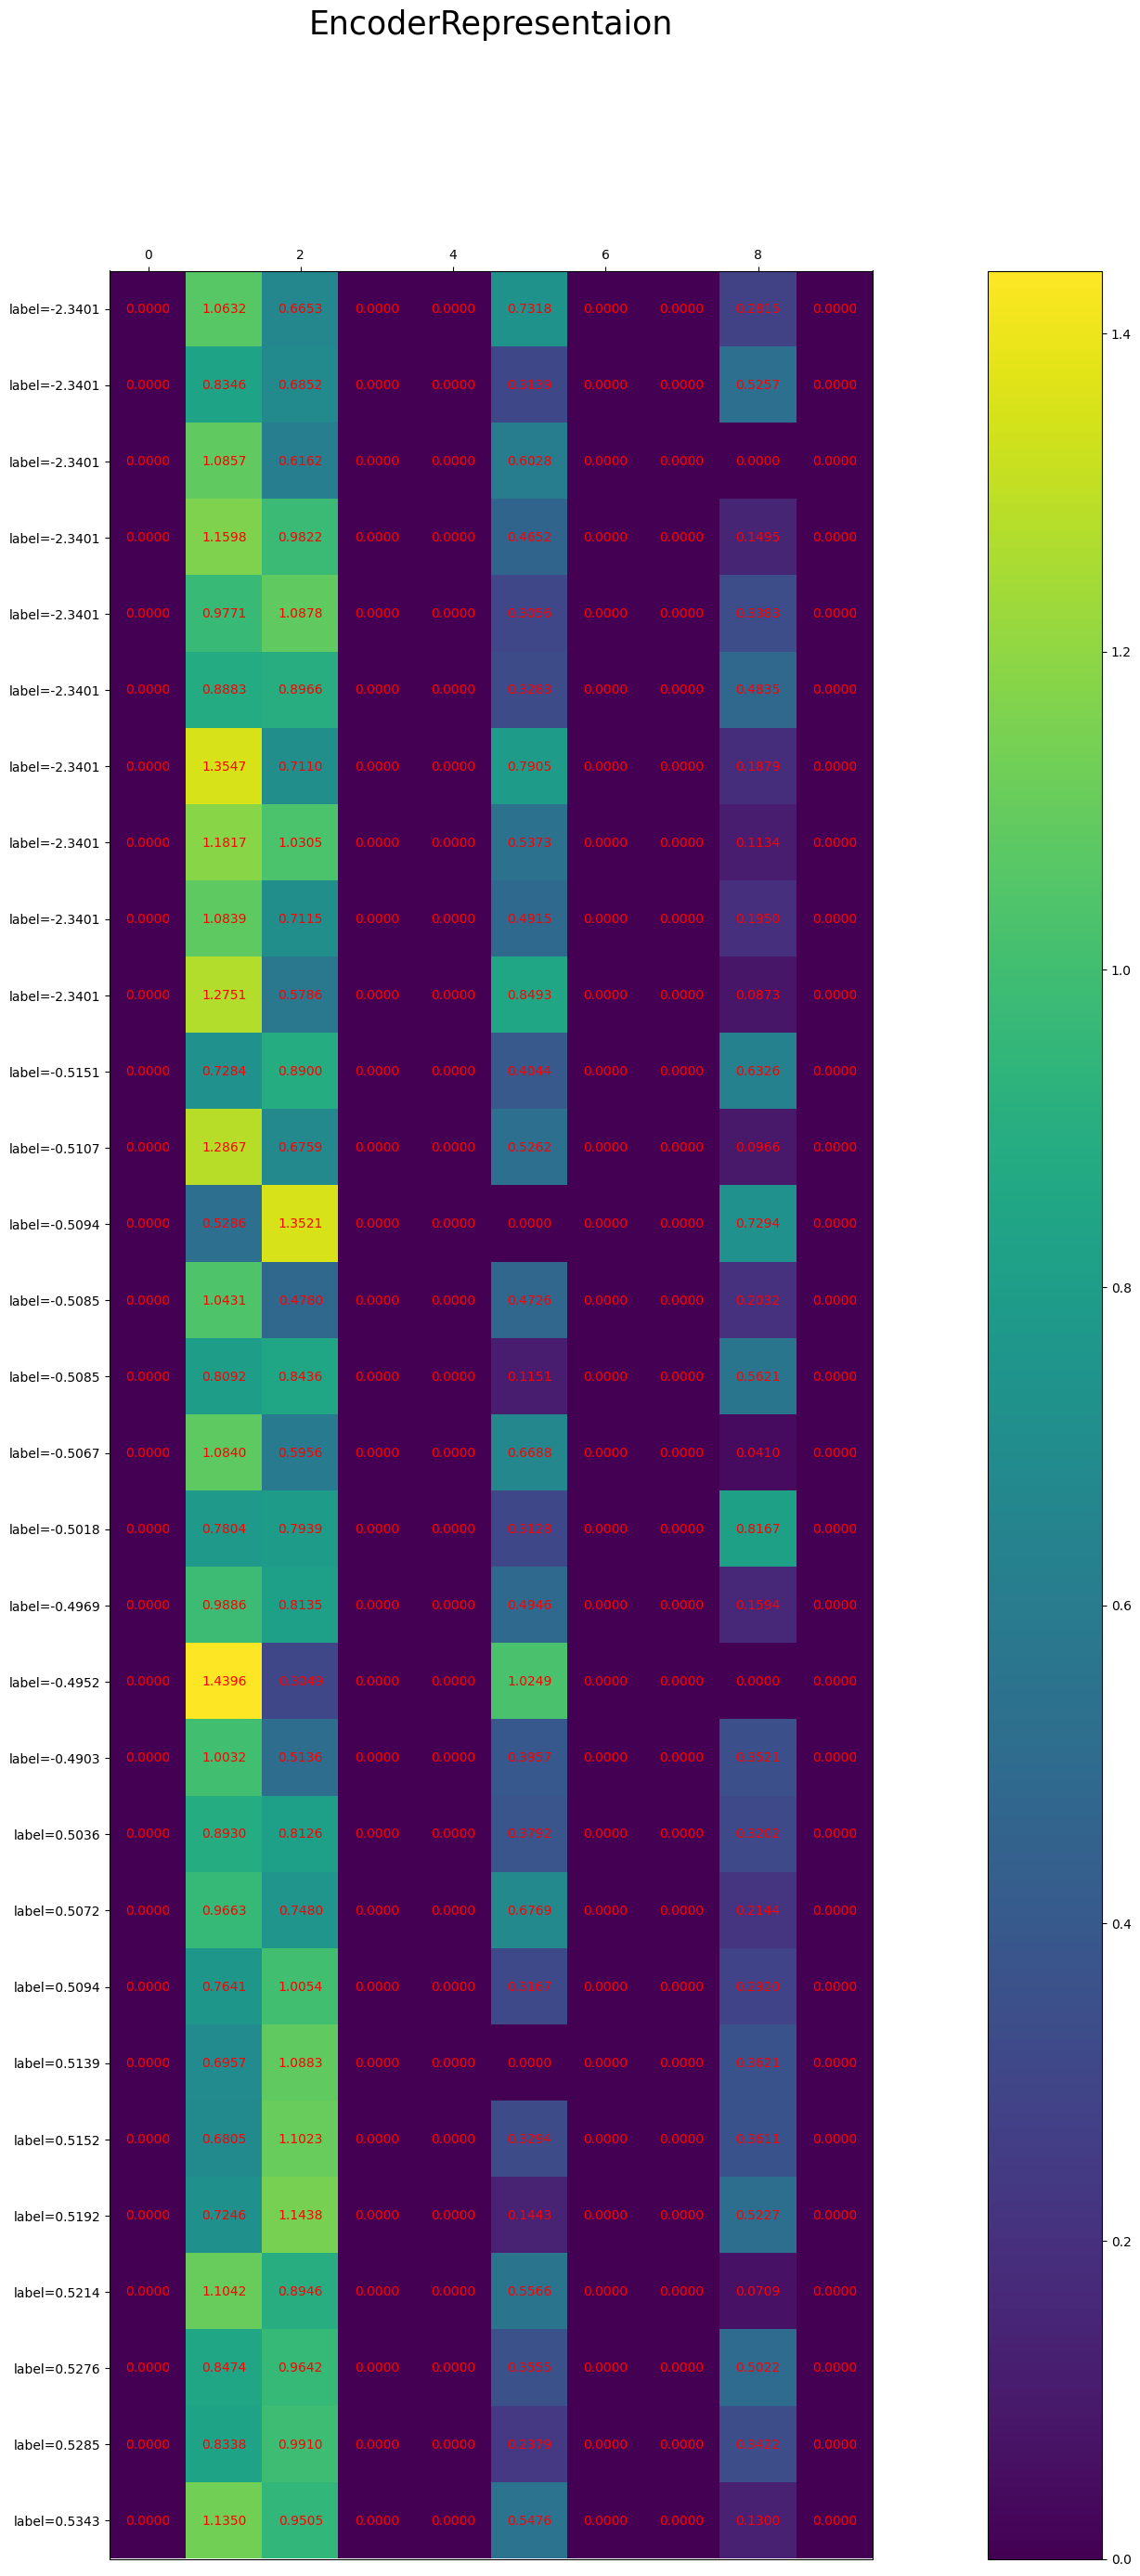 EncoderRepresentaion
0 2 4 6 8
label=-2.3401 0.0000 1.0632 0.6653 0.0000 0.0000 0.7318 0.0000 0.0000 0.0000
label=-2.3401 0.0000 0.8346 0.6852 0.0000 0.0000 0.0000 0.0000 0.5257 0.0000
label=-2.3401 0.0000 1.0857 0.6162 0.0000 0.0000 0.6028 0.0000 0.0000 0.0000 0.0000
label=-2.3401 0.0000 1.1598 0.9822 0.0000 0.0000 0.4652 0.0000 0.0000 0.1495 0.0000
label=-2.3401 0.0000 0.9771 1.0878 0.0000 0.0000 0.0000 0.0000 0.0000
label=-2.3401 0.0000 0.8883 0.8966 0.0000 0.0000 0.0000 0.0000 0.4835 0.0000
label=-2.3401 0.0000 1.3547 0.7110 0.0000 0.0000 0.7905 0.0000 0.0000 0.1879 0.0000
label=-2.3401 0.0000 1.1817 1.0305 0.0000 0.0000 0.5373 0.0000 0.0000 0.1134 0.0000
label=-2.3401 0.0000 1.0839 0.7115 0.0000 0.0000 0.4915 0.0000 0.0000 0.1950 0.0000
label=-2.3401 0.0000 1.2751 0.5786 0.0000 0.0000 0.8493 0.0000 0.0000 0.0873 0.0000
label=-0.5151 0.0000 0.7284 0.8900 0.0000 0.0000 0.4044 0.0000 0.0000 0.6326 0.0000
label=-0.5107 0.0000 1.2867 0.6759 0.0000 0.0000 0.5262 0.0000 0.0000 0.0966 0.0000
label=-0.5094 0.0000 0.5286 1.3521 0.0000 0.0000 0.0000 0.0000 0.0000 0.7294 0.0000
label=-0.5085 0.0000 1.0431 0.4780 0.0000 0.0000 0.4726 0.0000 0.0000 0.2032 0.0000
label=-0.5085 0.0000 0.8092 0.8436 0.0000 0.0000 0.1151 0.0000 0.0000 0.5621 0.0000
label=-0.5067 0.0000 1.0840 0.5956 0.0000 0.0000 0.6688 0.0000 0.0000 0.0410 0.0000
label=-0.5018 0.0000 0.7804 0.7939 0.0000 0.0000 0.0000 0.0000 0.8167 0.0000
label=-0.4969 0.0000 0.9886 0.8135 0.0000 0.0000 0.4946 0.0000 0.0000 0.1594 0.0000
label=-0.4952 0.0000 1.4396 0.0000 0.0000 1.0249 0.0000 0.0000 0.0000 0.0000
label=-0.4903 0.0000 1.0032 0.5136 0.0000 0.0000 0.3957 0.0000 0.0000 0.3521 0.0000
label=0.5036 0.0000 0.8930 0.8126 0.0000 0.0000 0.3792 0.0000 0.0000 0.0000
label=0.5072 0.0000 0.9663 0.7480 0.0000 0.0000 0.6769 0.0000 0.0000 0.2144 0.0000
label=0.5094 0.0000 0.7641 1.0054 0.0000 0.0000 0.3167 0.0000 0.0000 0.0000
label=0.5139 0.0000 0.6957 1.0883 0.0000 0.0000 0.0000 0.0000 0.0000 0.3621 0.0000
label=0.5152 0.0000 0.6805 1.1023 0.0000 0.0000 0.0000 0.0000 0.3611 0.0000
label=0.5192 0.0000 0.7246 1.1438 0.0000 0.0000 0.1443 0.0000 0.0000 0.5227 0.0000
label=0.5214 0.0000 1.1042 0.8946 0.0000 0.0000 0.5566 0.0000 0.0000 0.0709 0.0000
label=0.5276 0.0000 0.8474 0.9642 0.0000 0.0000 0.0000 0.0000 0.5022 0.0000
label=0.5285 0.0000 0.8338 0.9910 0.0000 0.0000 0.2379 0.0000 0.0000 0.3422 0.0000
label=0.5343 0.0000 1.1350 0.9505 0.0000 0.0000 0.5476 0.0000 0.0000 0.1300 0.0000
1.4
1.2
1.0
0.8
0.6
0.4
0.2
0.0